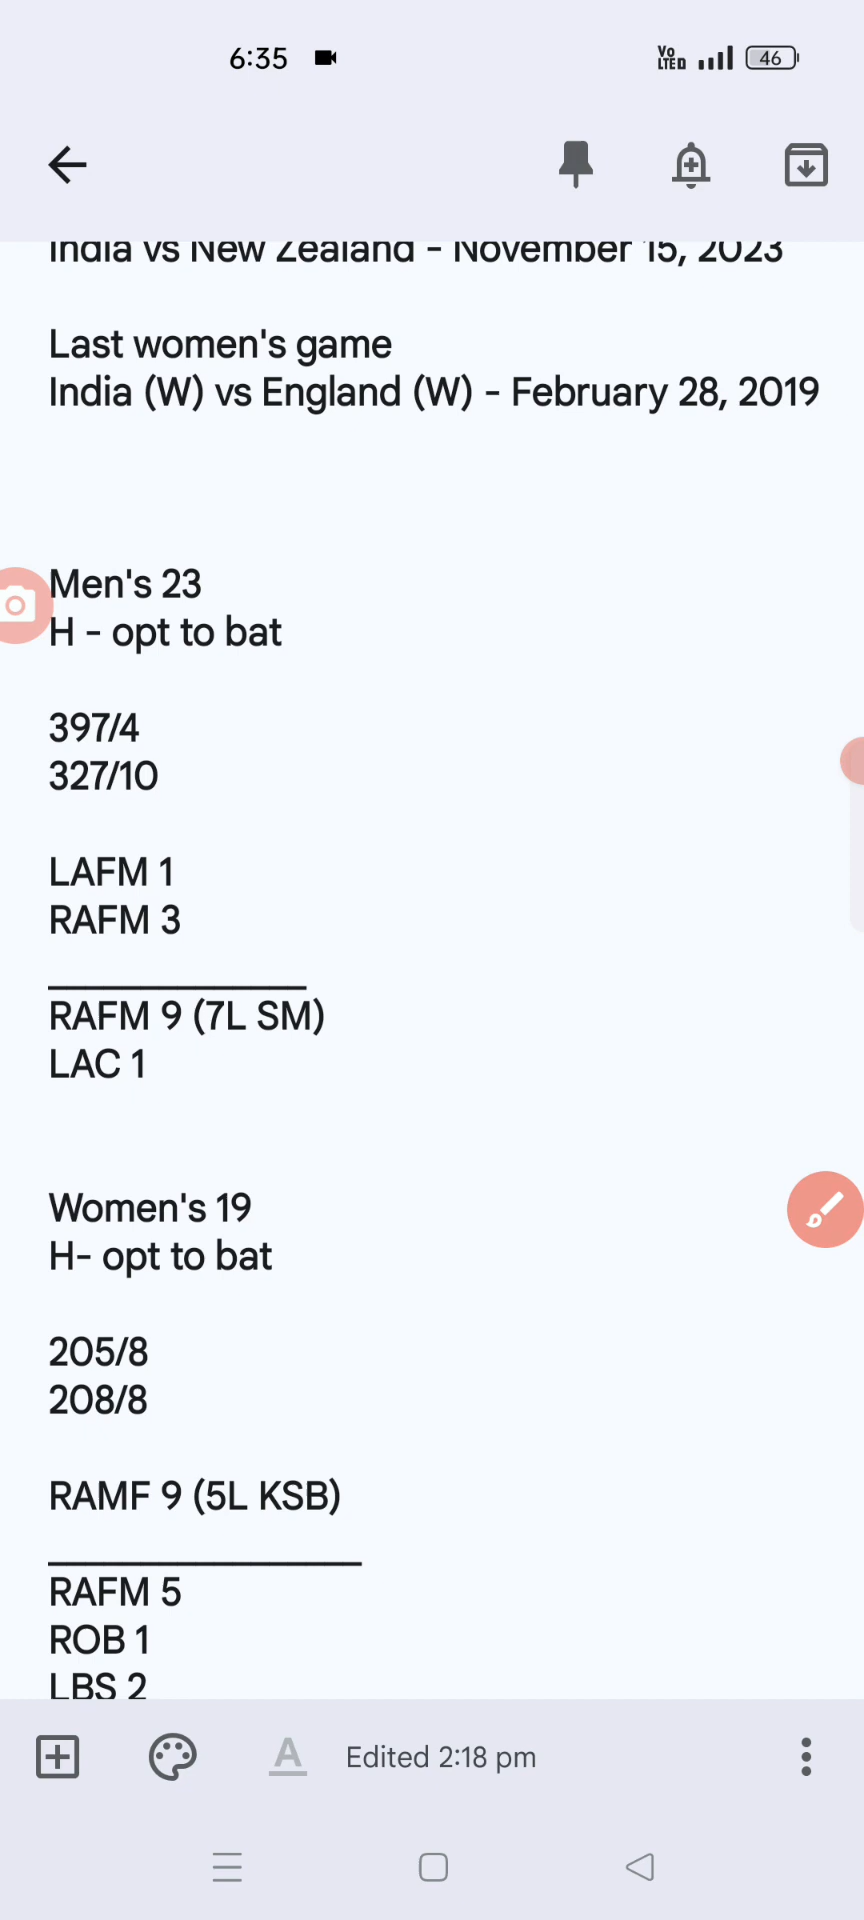 6:35
Vo LTED
46
India vs New Zealand - November 15, 2023
Last women's game
India (W) vs England (W) - February 28, 2019
Men's 23
H - opt to bat
397/4
327/10
LAFM 1
RAFM 3
RAFM 9 (7L SM)
LAC 1
Women's 19
H- opt to bat
205/8
208/8
RAMF 9 (5L KSB)
RAFM 5
ROB 1
LBS 2
A
Edited 2:18 pm